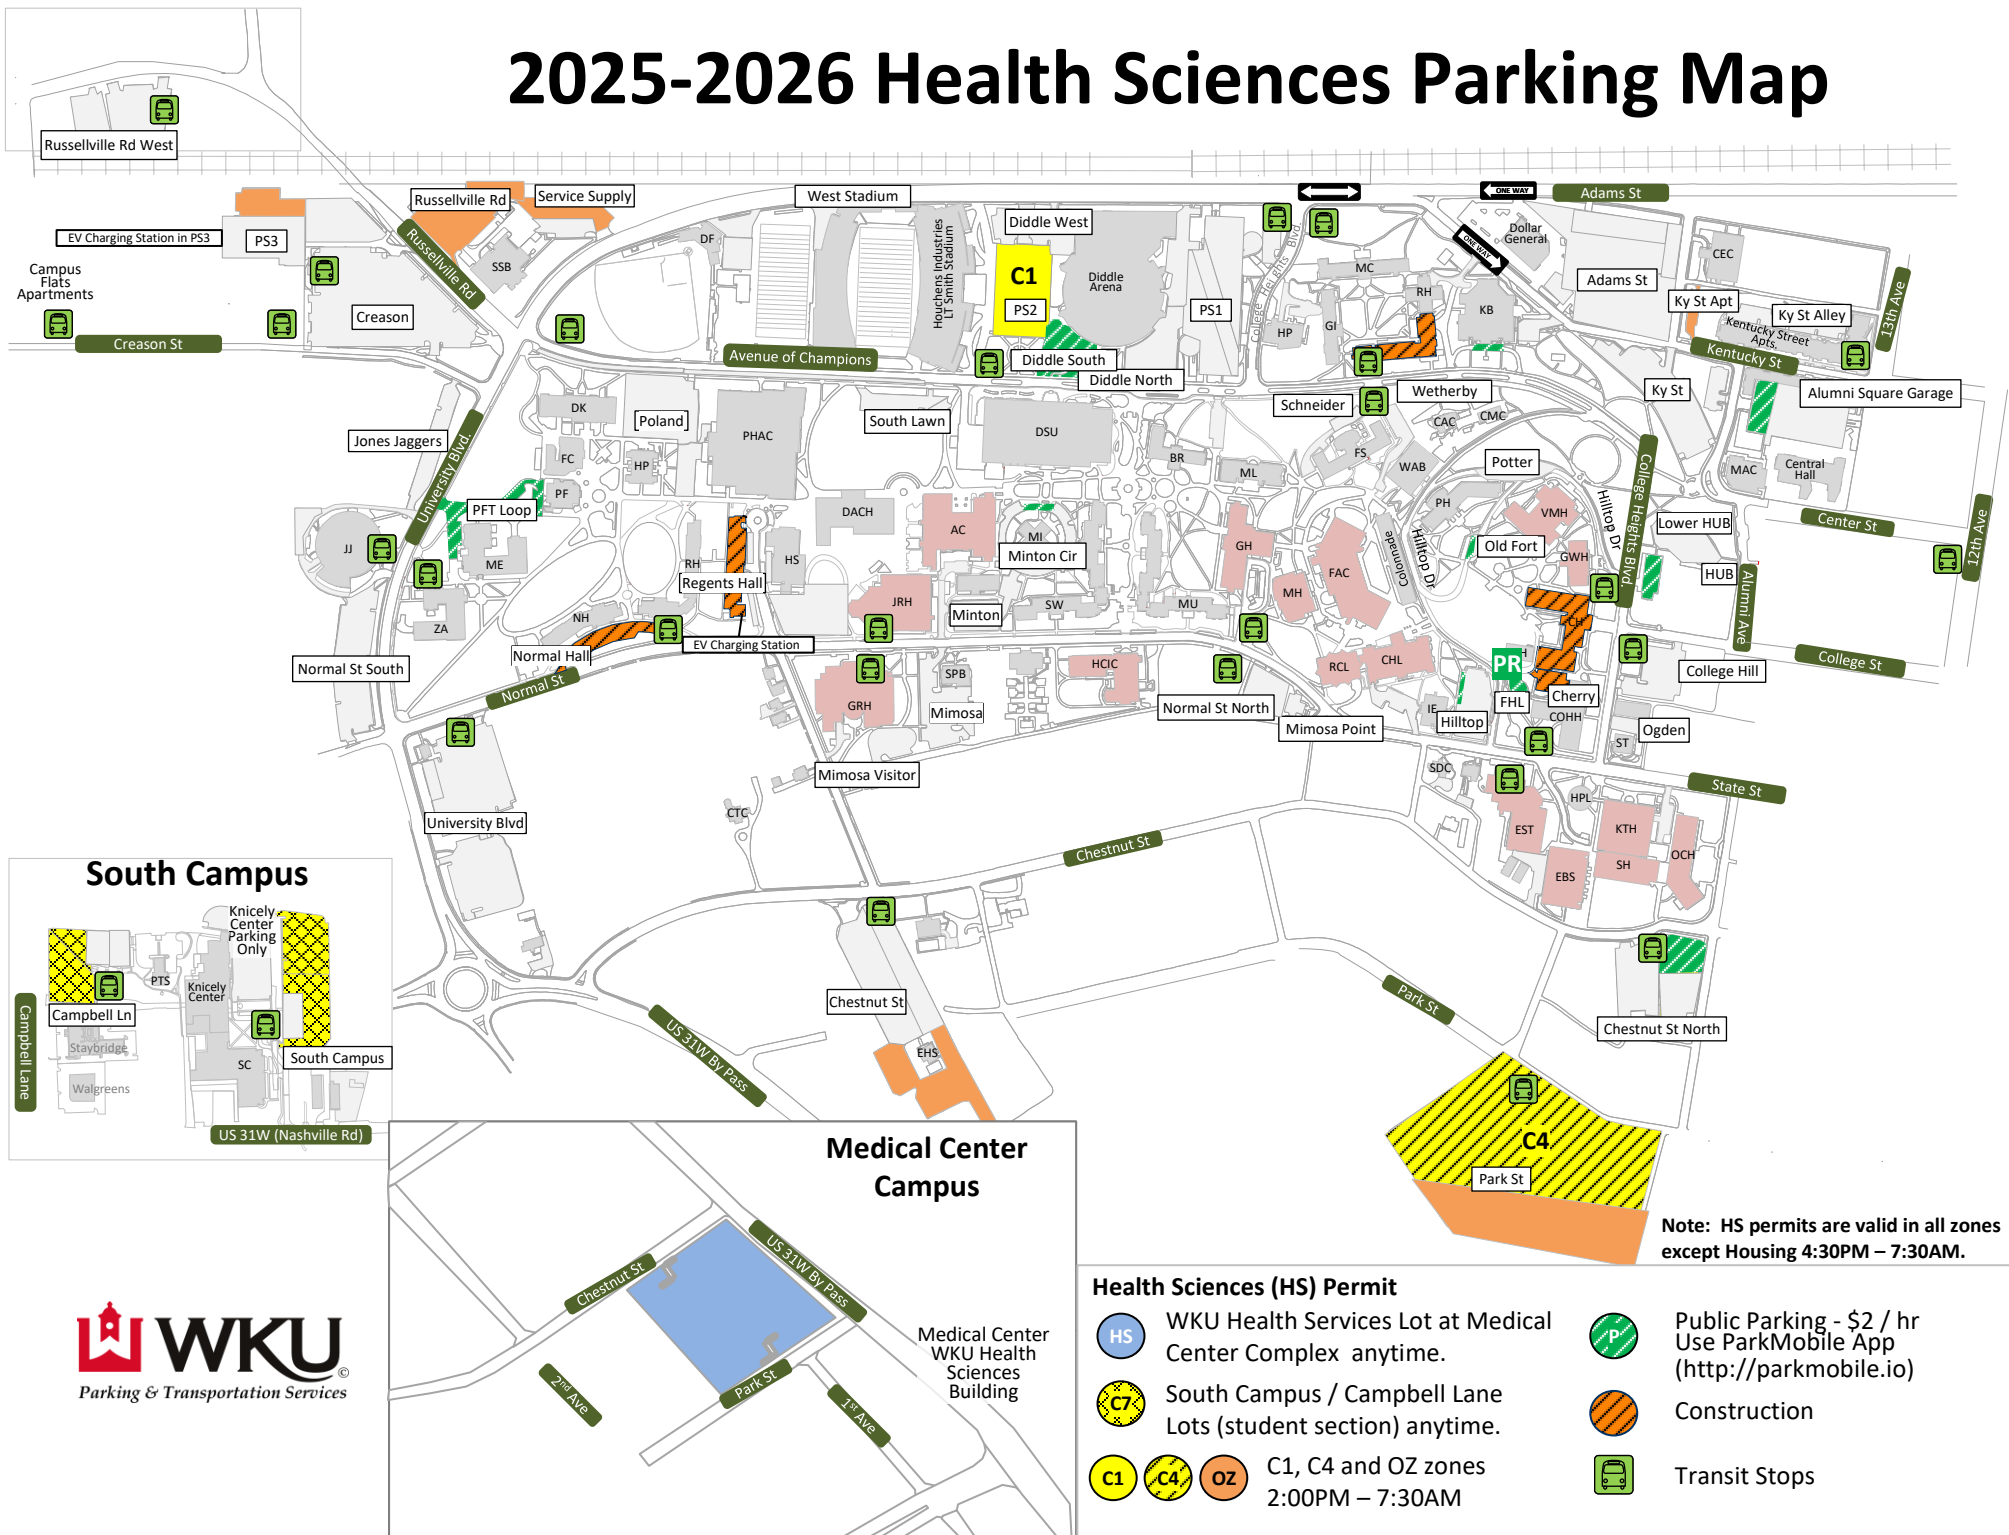 2025-2026 Health Sciences Parking Map
Russellville Rd West
Russellville Rd
Service Supply
West Stadium
Diddle West
ONE WAY
Adams St
EV Charging Station in PS3
PS3
Russellville Rd
SSB
DF
Houchens Industries
LT Smith Stadium
C1
PS2
Diddle
Arena
PS1
College Heights Blvd.
HP
GI
MC
RH
KB
ONE WAY
Dollar
General
Adams St
CEC
Ky St Apt
Ky St Alley
Kentucky Street
Apts.
13th Ave
Campus
Flats
Apartments
Creason
Creason St
Avenue of Champions
Diddle South
Diddle North
Kentucky St
Wetherby
Schneider
Ky St
Alumni Square Garage
Jones Jaggers
University Blvd.
DK
Poland
PHAC
South Lawn
DSU
BR
ML
FS
CAC
CMC
WAB
Potter
College Heights Blvd
MAC
Central
Hall
FC
HP
PF
PFT Loop
DACH
AC
MI
Minton Cir
GH
FAC
Colonnade
PH
Hilltop Dr
VMH
Old Fort
GWH
Hilltop Dr
Lower HUB
HUB
Center St
12th Ave
JJ
ME
RH
Regents Hall
HS
JRH
Minton
SW
MU
MH
CH
Alumni Ave
ZA
NH
Normal Hall
EV Charging Station
Normal St South
Normal St
GRH
SPB
Mimosa
HCIC
Normal St North
RCL
CHL
Mimosa Point
IE
Hilltop
PR
H
FHL
Cherry
COHH
College Hill
College St
Ogden
ST
Mimosa Visitor
University Blvd
CTC
Chestnut St
SDC
HPL
EST
KTH
SH
EBS
OCH
State St
South Campus
Knicely
Center
Parking
Only
PTS
Knicely
Center
Campbell Ln
Campbell Lane
Staybridge
Walgreens
SC
South Campus
US 31W (Nashville Rd)
Chestnut St
EHS
US 31W By Pass
Park St
Chestnut St North
C4
Park St
Medical Center
Campus
Chestnut St
US 31W By Pass
Park St
2nd Ave
1st Ave
Medical Center
WKU Health
Sciences
Building
Note:  HS permits are valid in all zones
except Housing 4:30PM – 7:30AM.
Health Sciences (HS) Permit
HS
WKU Health Services Lot at Medical
Center Complex  anytime.
C7
South Campus / Campbell Lane
Lots (student section) anytime.
C1
C4
OZ
C1, C4 and OZ zones
2:00PM – 7:30AM
P
Public Parking - $2 / hr
Use ParkMobile App
(http://parkmobile.io)
Construction
Transit Stops
WKU
©
Parking & Transportation Services